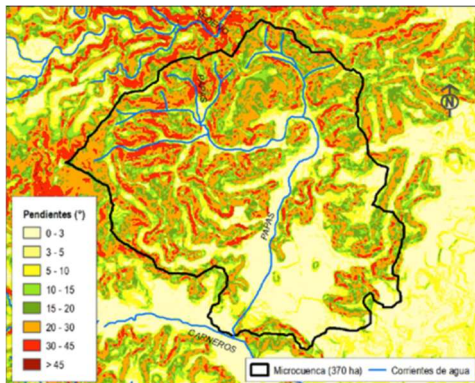 SUCRE
PAPAS
CARNEROS
N
Pendientes (°)
0 - 3
3 - 5
5 - 10
10 - 15
15 - 20
20 - 30
30 - 45
> 45
Microcuenca (370 ha)
Corrientes de agua